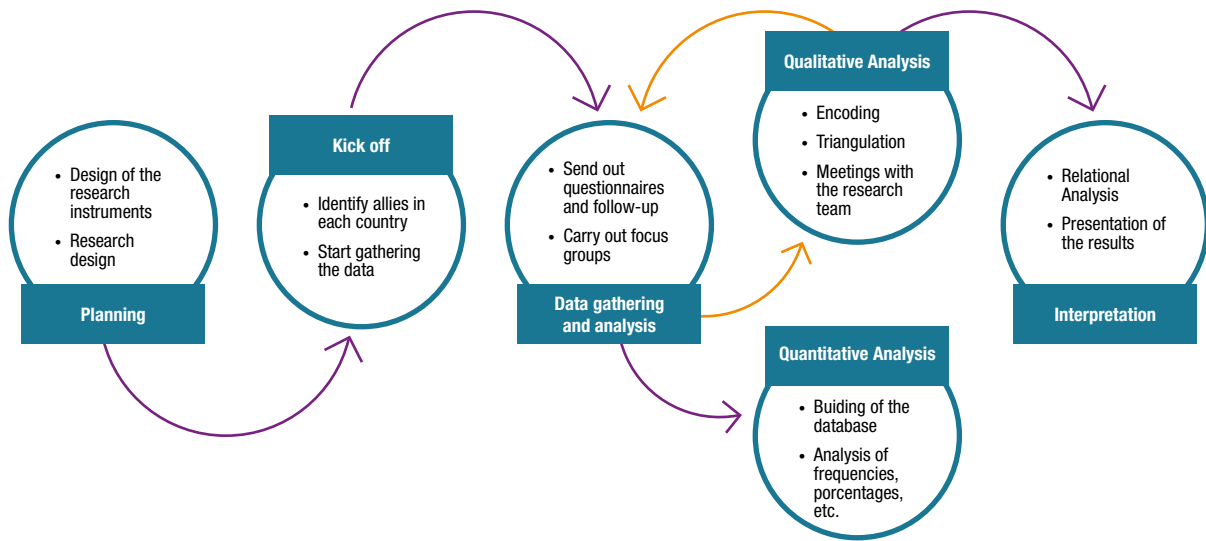 Design of the
research
instruments
Research
design
Planning
Kick off
Identify allies in
each country
Start gathering
the data
Send out
questionnaires
and follow-up
Carry out focus
groups
Data gathering
and analysis
Qualitative Analysis
Encoding
Triangulation
Meetings with
the research
team
Quantitative Analysis
Buiding of the
database
Analysis of
frequencies,
porcentages,
etc.
Relational
Analysis
Presentation of
the results
Interpretation